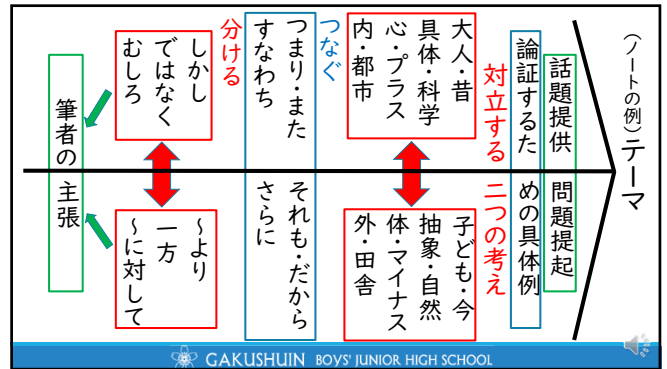 (ノートの例)テーマ
話題提供 問題提起
論証するための具体例
対立する 二つの考え
大人・昔
具体・科学
心・プラス
内・都市
子ども・今
抽象・自然
体・マイナス
外・田舎
つなぐ
つまり・また
すなわち
それも・だから
さらに
分ける
しかし
ではなく
むしろ
～より
一方
～に対して
筆者の 主張
GAKUSHUIN BOYS' JUNIOR HIGH SCHOOL